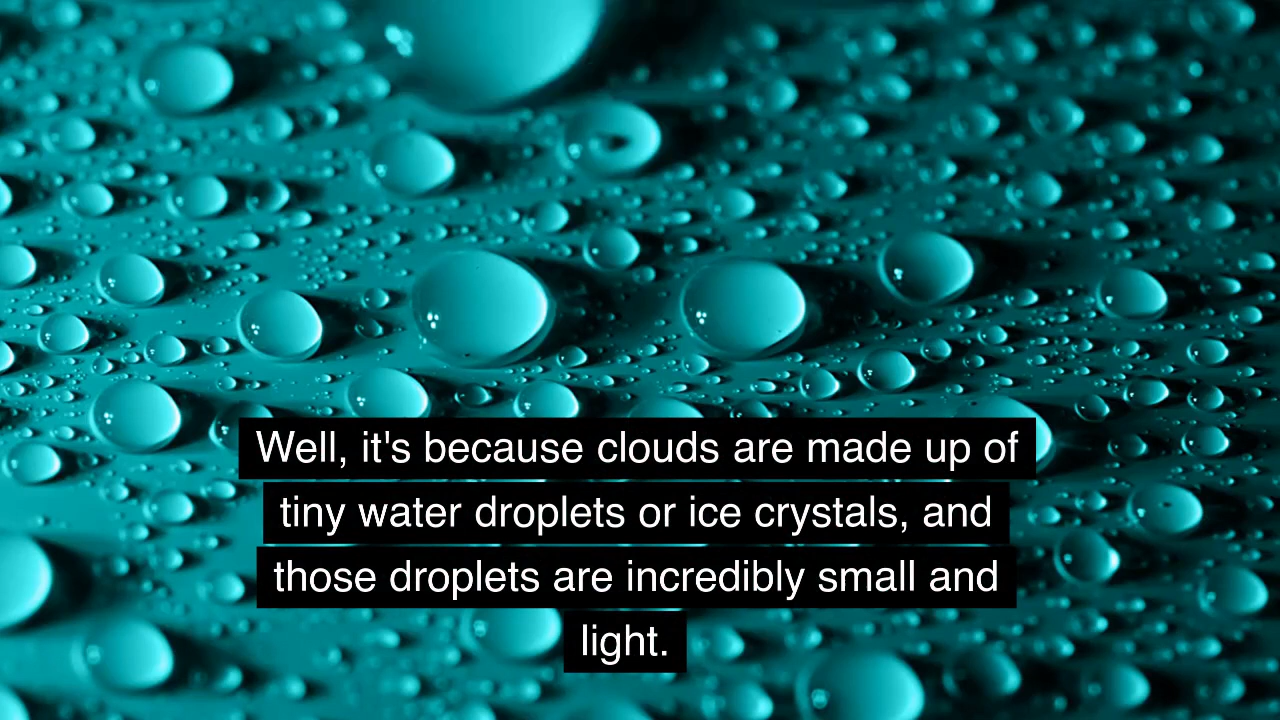 Well, it's because clouds are made up of
tiny water droplets or ice crystals, and
those droplets are incredibly small and
light.